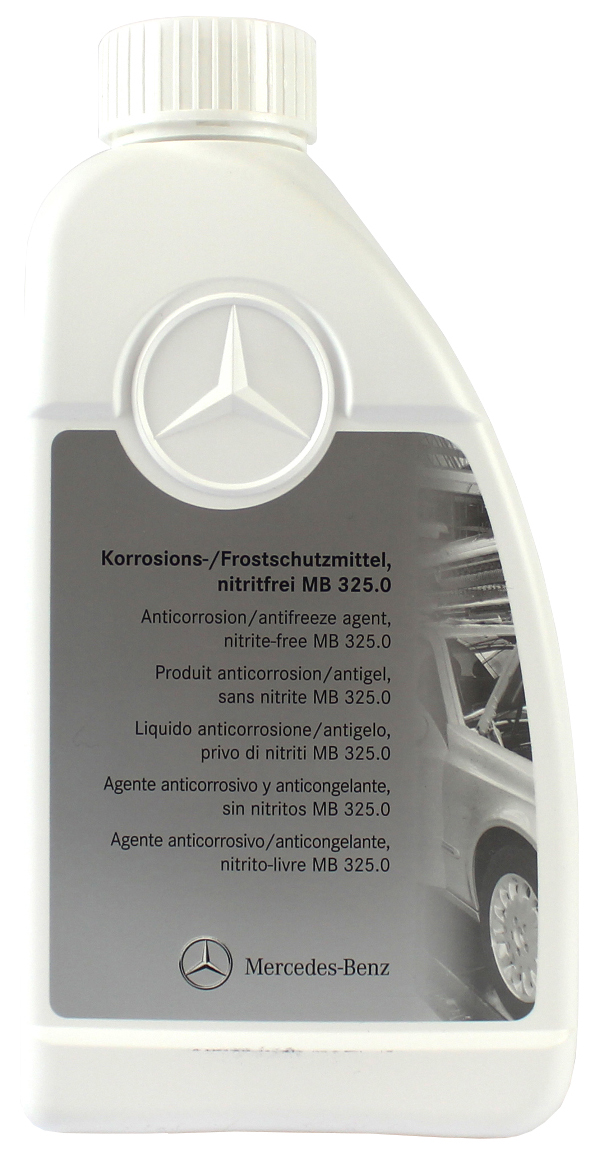 Korrosions-/Frostschutzmittel,
nitritfrei MB 325.0
Anticorrosion/antifreeze agent,
nitrite-free MB 325.0
Produit anticorrosion/antigel,
sans nitrite MB 325.0
Liquido anticorrosione/antigelo,
privo di nitriti MB 325.0
Agente anticorrosivo y anticongelante,
sin nitritos MB 325.0
Agente anticorrosivo/anticongelante,
nitrito-livre MB 325.0
Mercedes-Benz